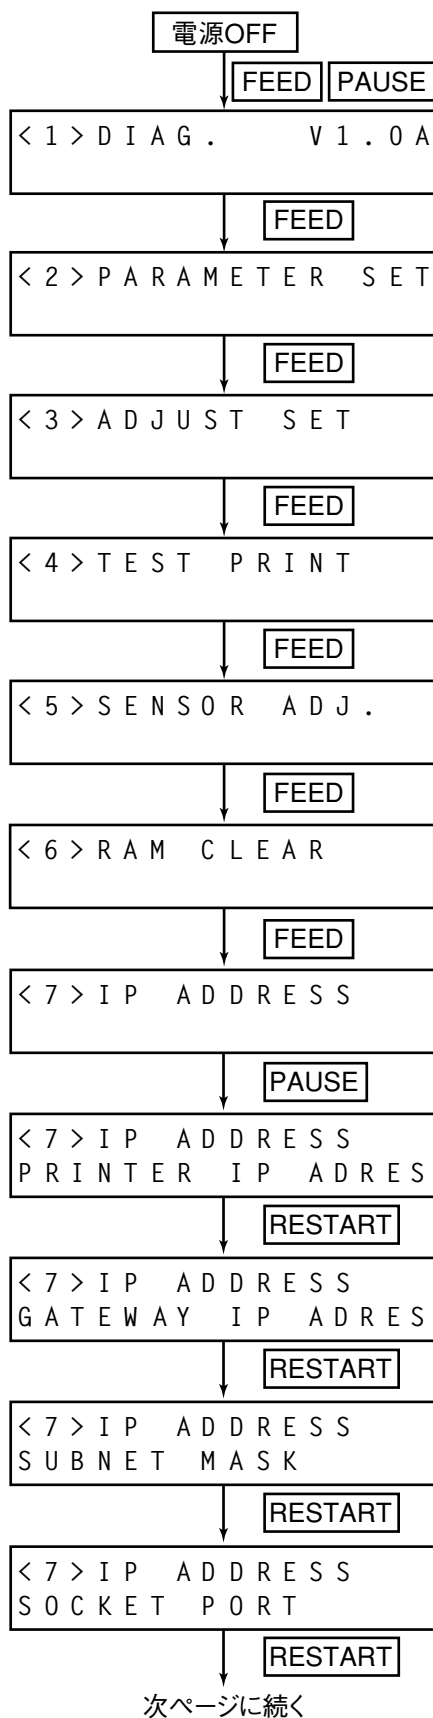 電源OFF
FEED PAUSE
<1>DIAG. V1.0A
FEED
<2>PARAMETER SET
FEED
<3>ADJUST SET
FEED
<4>TEST PRINT
FEED
<5>SENSOR ADJ.
FEED
<6>RAM CLEAR
FEED
<7>IP ADDRESS
PAUSE
<7>IP ADDRESS
PRINTER IP ADRES
RESTART
<7>IP ADDRESS
GATEWAY IP ADRES
RESTART
<7>IP ADDRESS
SUBNET MASK
RESTART
<7>IP ADDRESS
SOCKET PORT
RESTART
次ページに続く